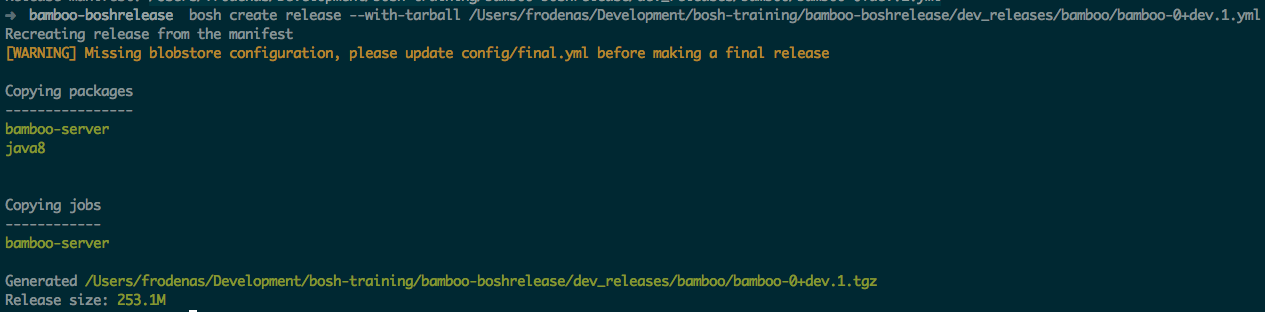 ➜  bamboo-boshrelease  bosh create release --with-tarball /Users/frodenas/Development/bosh-training/bamboo-boshrelease/dev_releases/bamboo/bamboo-0+dev.1.yml
Recreating release from the manifest
[WARNING] Missing blobstore configuration, please update config/final.yml before making a final release
Copying packages
----------------
bamboo-server
java8
Copying jobs
------------
bamboo-server
Generated /Users/frodenas/Development/bosh-training/bamboo-boshrelease/dev_releases/bamboo/bamboo-0+dev.1.tgz
Release size: 253.1M